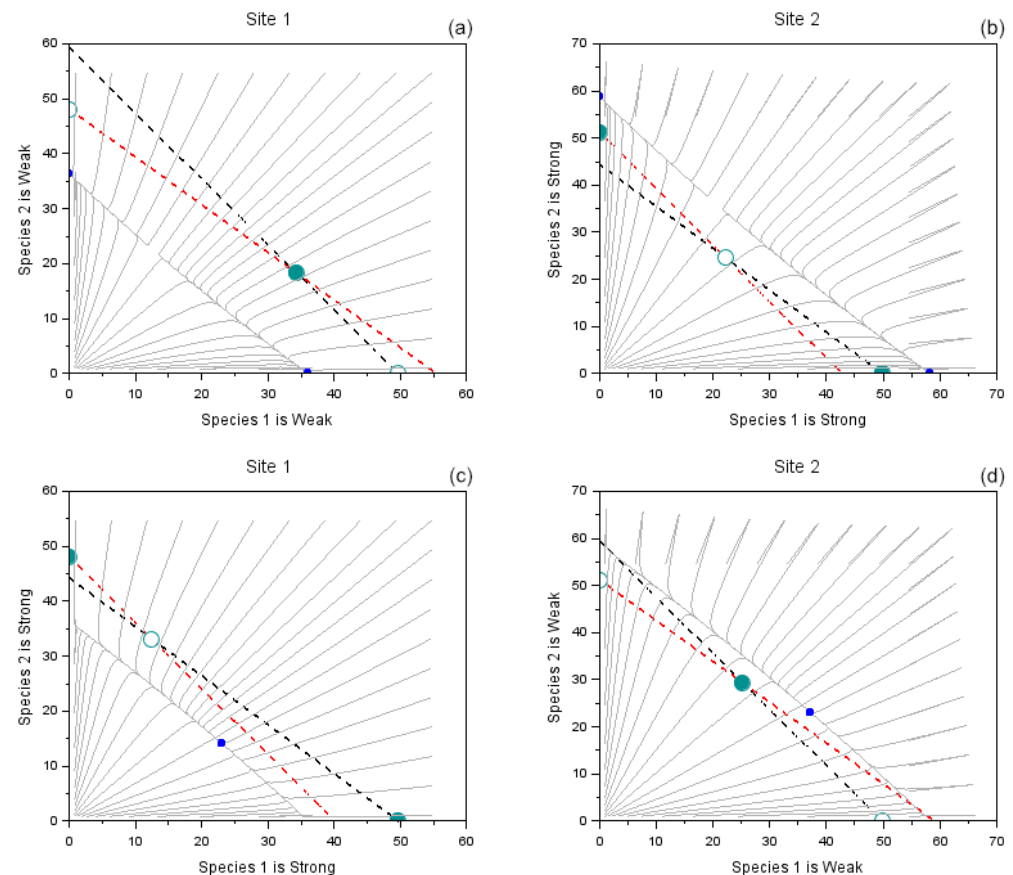 Site 1
(a)
60
50
40
30
20
10
0
Species 2 is Weak
0 10 20 30 40 50 60
Species 1 is Weak
Site 2
(b)
70
60
50
40
30
20
10
0
Species 2 is Strong
0 10 20 30 40 50 60 70
Species 1 is Strong
Site 1
(c)
60
50
40
30
20
10
0
Species 2 is Strong
0 10 20 30 40 50 60
Species 1 is Strong
Site 2
(d)
70
60
50
40
30
20
10
0
Species 2 is Weak
0 10 20 30 40 50 60 70
Species 1 is Weak